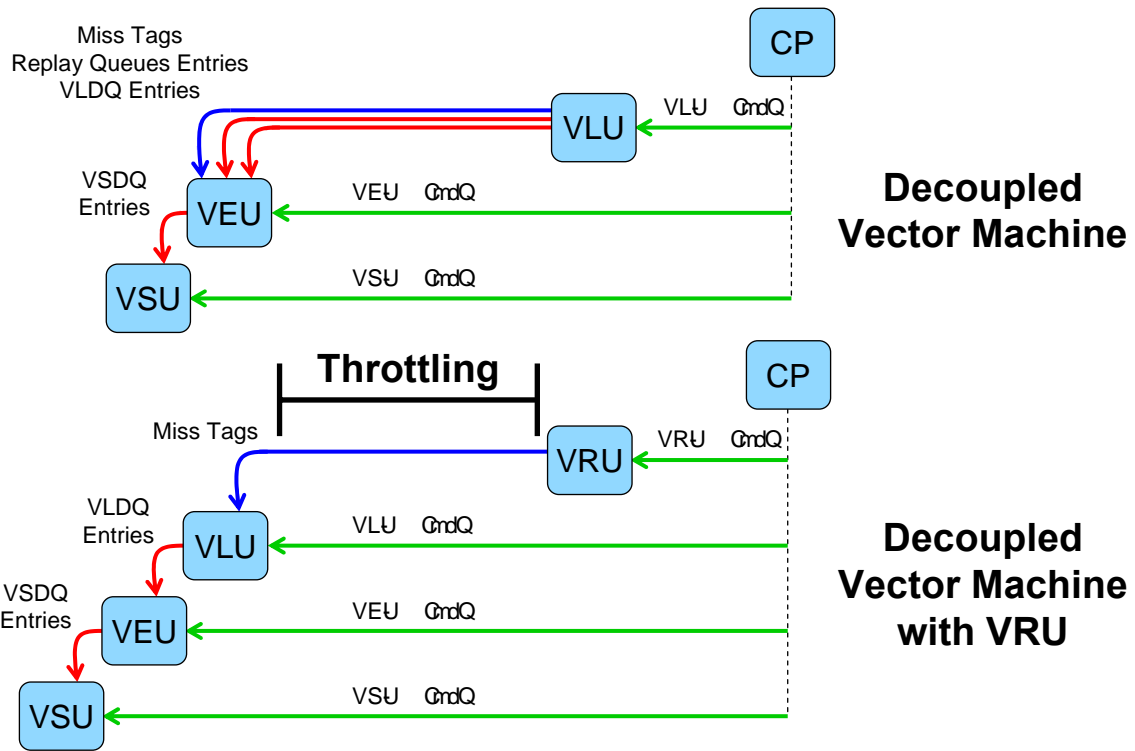 Miss Tags
Replay Queues Entries
VLDQ Entries
CP
VLU
VLU-CmdQ
VSDQ
Entries
VEU
VEU-CmdQ
Decoupled
Vector Machine
VSU
VSU-CmdQ
Throttling
CP
Miss Tags
VRU
VRU-CmdQ
VLDQ
Entries
VLU
VLU-CmdQ
Decoupled
Vector Machine
with VRU
VSDQ
Entries
VEU
VEU-CmdQ
VSU
VSU-CmdQ